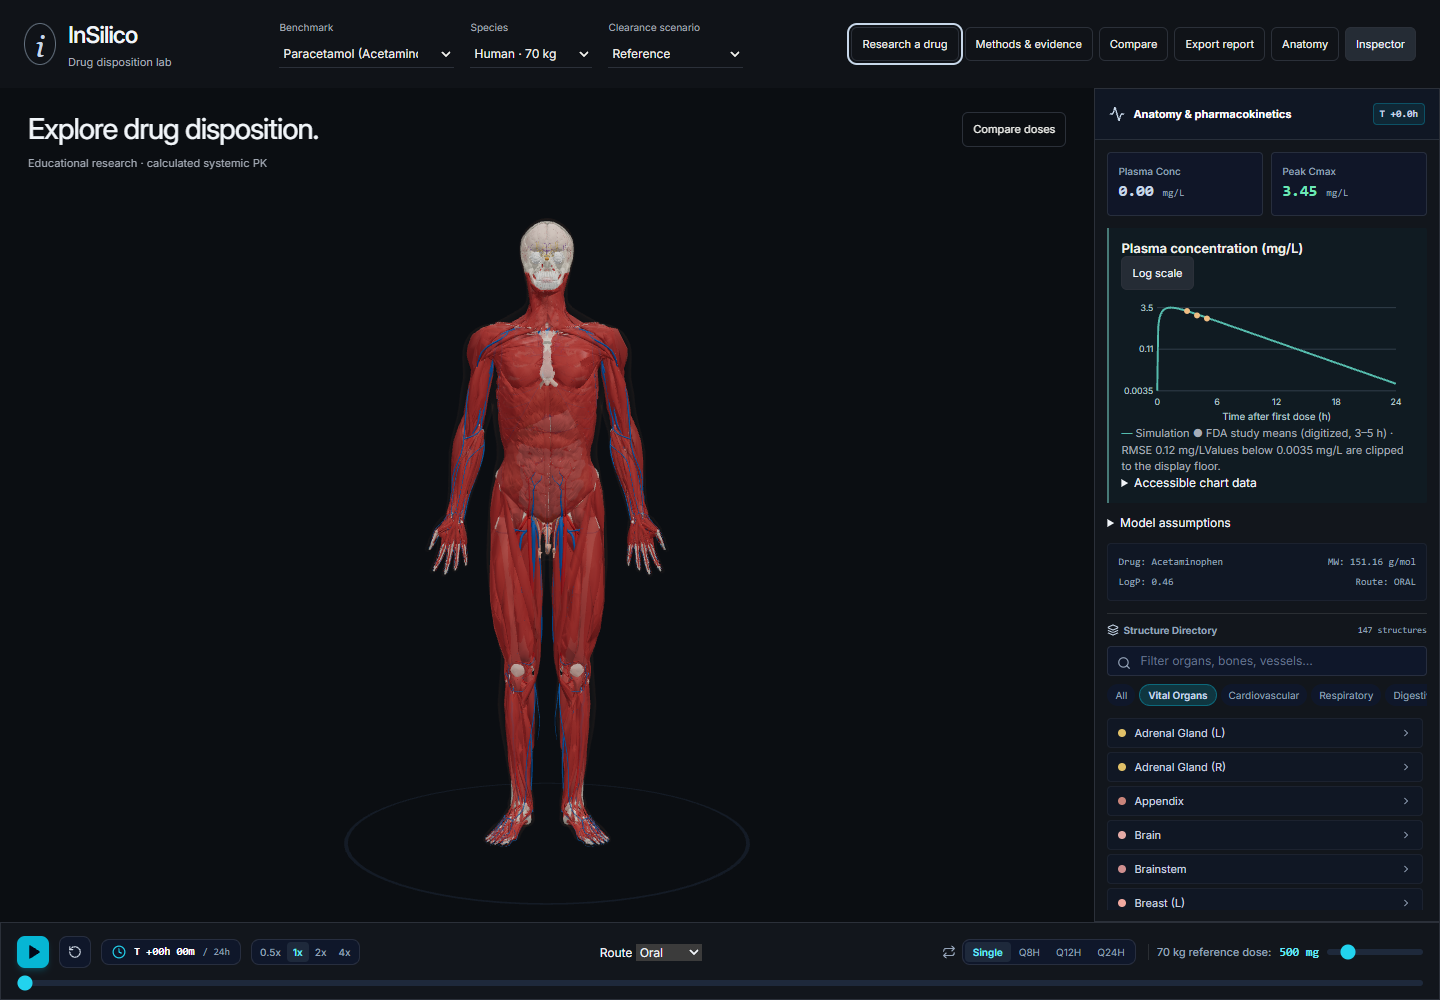 i
InSilico
Drug disposition lab
Benchmark
Paracetamol (Acetamin
Species
Human · 70 kg
Clearance scenario
Reference
Research a drug
Methods & evidence
Compare
Export report
Anatomy
Inspector
Explore drug disposition.
Educational research · calculated systemic PK
Compare doses
Anatomy & pharmacokinetics
T +0.0h
Plasma Conc
0.00 mg/L
Peak Cmax
3.45 mg/L
Plasma concentration (mg/L)
Log scale
3.5
0.11
0.0035
0 6 12 18 24
Time after first dose (h)
— Simulation ● FDA study means (digitized, 3–5 h) ·
RMSE 0.12 mg/LValues below 0.0035 mg/L are clipped
to the display floor.
Accessible chart data
Model assumptions
Drug: Acetaminophen MW: 151.16 g/mol
LogP: 0.46 Route: ORAL
Structure Directory 147 structures
Filter organs, bones, vessels...
All Vital Organs Cardiovascular Respiratory Digesti
Adrenal Gland (L)
Adrenal Gland (R)
Appendix
Brain
Brainstem
Breast (L)
T +00h 00m / 24h
0.5x 1x 2x 4x
Route Oral
Single Q8H Q12H Q24H
70 kg reference dose: 500 mg